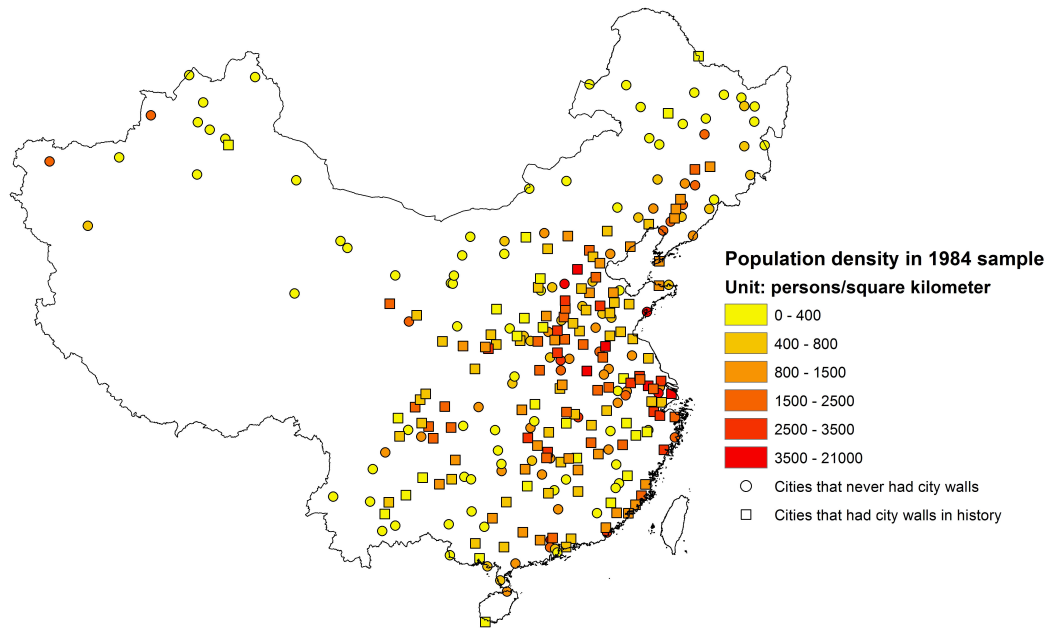 Population density in 1984 sample
Unit: persons/square kilometer
0 - 400
400 - 800
800 - 1500
1500 - 2500
2500 - 3500
3500 - 21000
Cities that never had city walls
Cities that had city walls in history